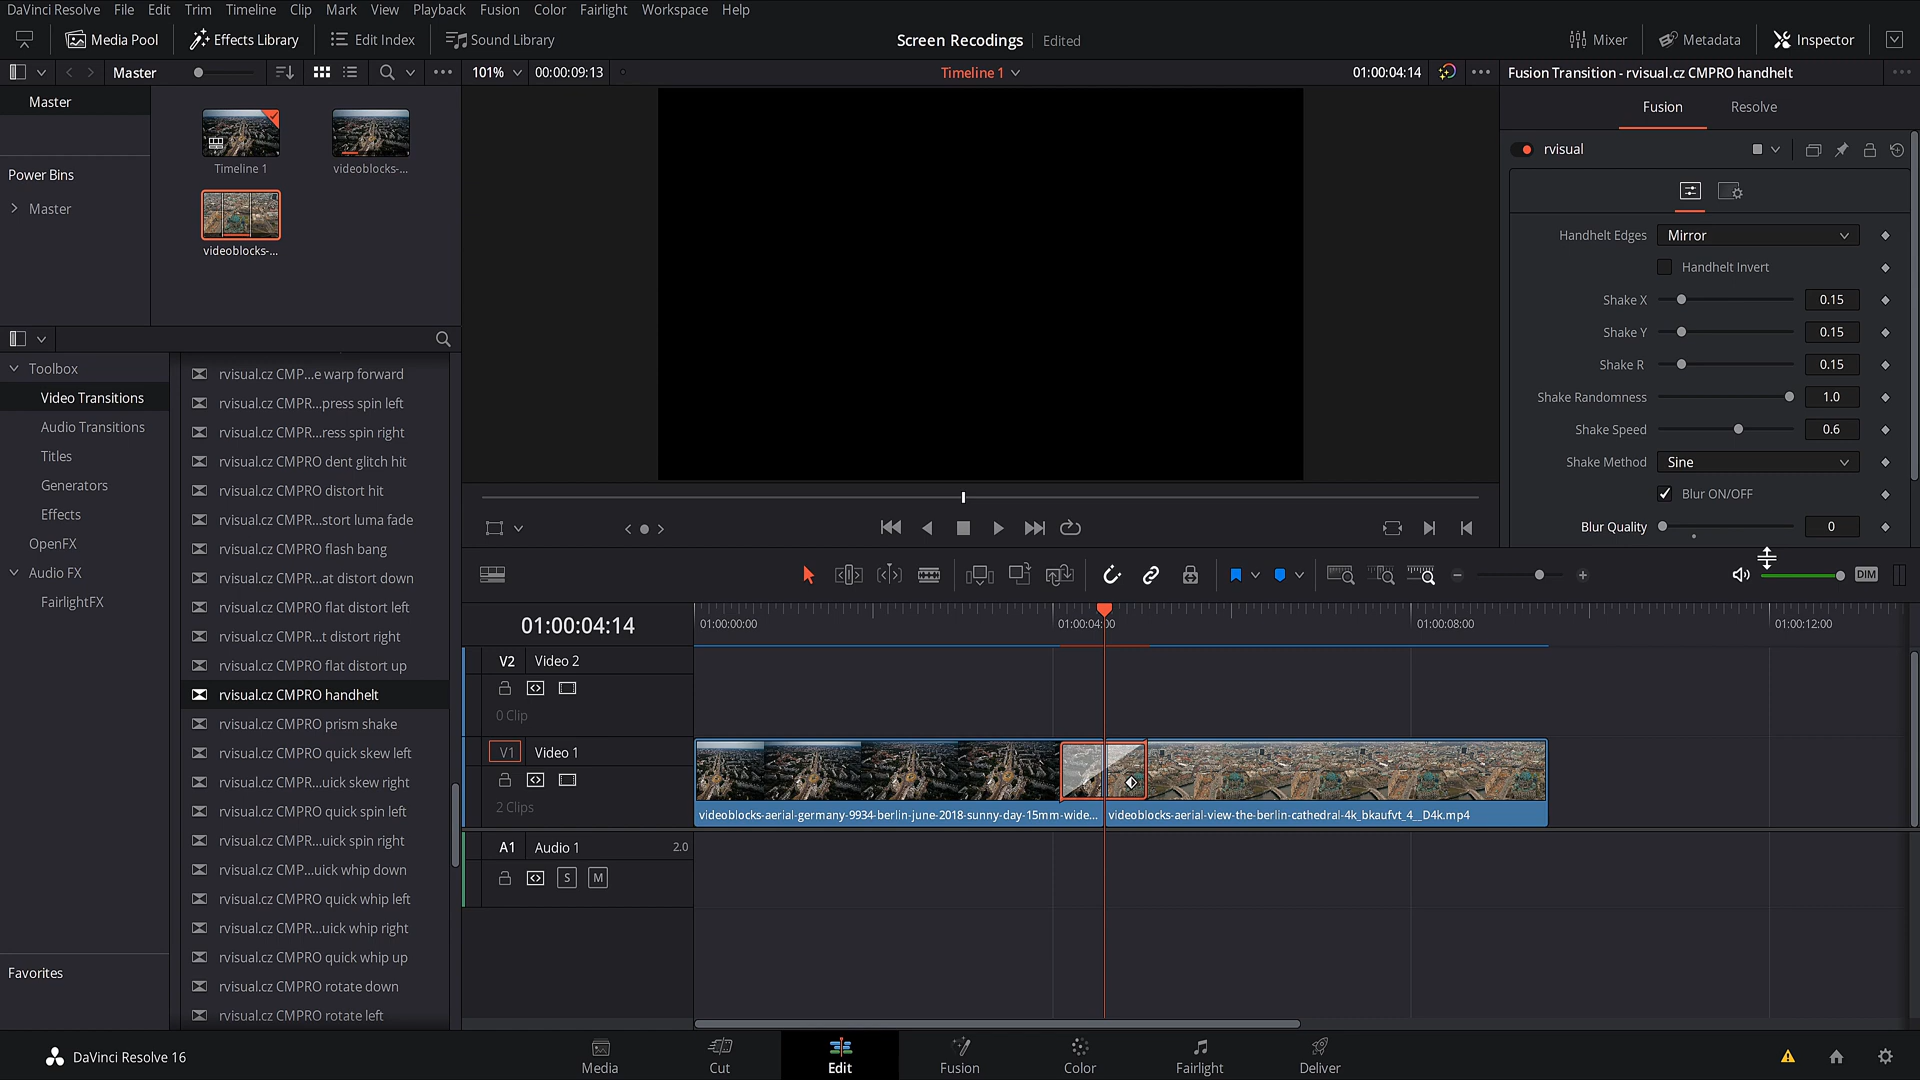 DaVinci Resolve File Edit Trim Timeline Clip Mark View Playback Fusion Color Fairlight Workspace Help
Media Pool Effects Library Edit Index Sound Library Screen Recodings Edited Mixer Metadata Inspector
Master 101% 00:00:09:13 Timeline 1 01:00:04:14 Fusion Transition - rvisual.cz CMPRO handhelt
Master
Power Bins
Master
Timeline 1
videoblocks-...
videoblocks-...
Fusion Resolve
rvisual
Handhelt Edges Mirror
Handhelt Invert
Shake X 0.15
Shake Y 0.15
Shake R 0.15
Shake Randomness 1.0
Shake Speed 0.6
Shake Method Sine
Blur ON/OFF
Blur Quality 0
Toolbox
Video Transitions
Audio Transitions
Titles
Generators
Effects
OpenFX
Audio FX
FairlightFX
Favorites
rvisual.cz CMP...e warp forward
rvisual.cz CMPR...press spin left
rvisual.cz CMPR...ress spin right
rvisual.cz CMPRO dent glitch hit
rvisual.cz CMPRO distort hit
rvisual.cz CMPR...stort luma fade
rvisual.cz CMPRO flash bang
rvisual.cz CMPR...at distort down
rvisual.cz CMPRO flat distort left
rvisual.cz CMPR...t distort right
rvisual.cz CMPRO flat distort up
rvisual.cz CMPRO handhelt
rvisual.cz CMPRO prism shake
rvisual.cz CMPRO quick skew left
rvisual.cz CMPR...uick skew right
rvisual.cz CMPRO quick spin left
rvisual.cz CMPR...uick spin right
rvisual.cz CMP...uick whip down
rvisual.cz CMPRO quick whip left
rvisual.cz CMPR...uick whip right
rvisual.cz CMPRO quick whip up
rvisual.cz CMPRO rotate down
rvisual.cz CMPRO rotate left
DIM
01:00:04:14
01:00:00:00 01:00:04:00 01:00:08:00 01:00:12:00
V2 Video 2
0 Clip
V1 Video 1
2 Clips
videoblocks-aerial-germany-9934-berlin-june-2018-sunny-day-15mm-wide... videoblocks-aerial-view-the-berlin-cathedral-4k_bkaufvt_4__D4k.mp4
A1 Audio 1 2.0
S M
DaVinci Resolve 16
Media Cut Edit Fusion Color Fairlight Deliver